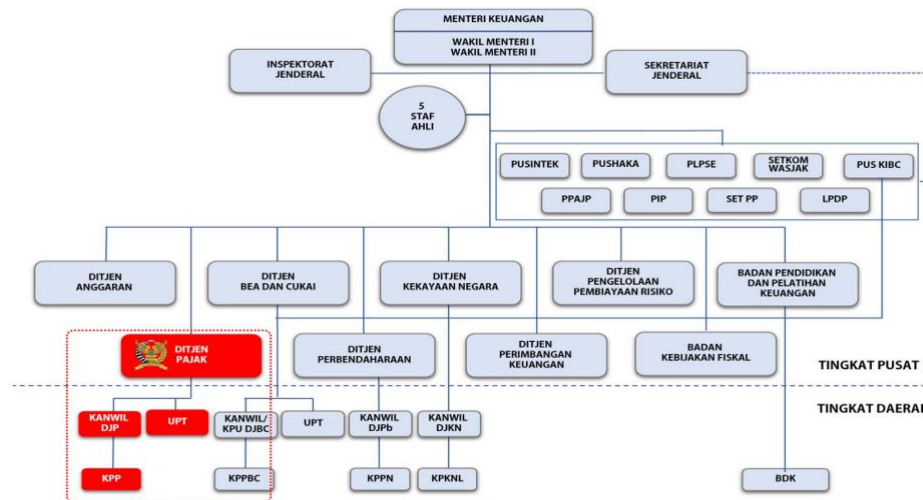 MENTERI KEUANGAN
WAKIL MENTERI I
WAKIL MENTERI II
INSPEKTORAT
JENDERAL
SEKRETARIAT
JENDERAL
5
STAF
AHLI
PUSINTEK
PUSHAKA
PLPSE
SETKOM
WASJAK
PUS KIBC
PPAJP
PIP
SET PP
LPDP
DITJEN
ANGGARAN
DITJEN
BEA DAN CUKAI
DITJEN
KEKAYAAN NEGARA
DITJEN
PENGELOLAAN
PEMBIAYAAN RISIKO
BADAN PENDIDIKAN
DAN PELATIHAN
KEUANGAN
DITJEN
PAJAK
DITJEN
PERBENDAHARAAN
DITJEN
PERIMBANGAN
KEUANGAN
BADAN
KEBIJAKAN FISKAL
TINGKAT PUSAT
TINGKAT DAERAH
KANWIL
DJP
UPT
KANWIL/
KPU DJBC
UPT
KANWIL
DJPb
KANWIL
DJKN
KPP
KPPBC
KPPN
KPKNL
BDK